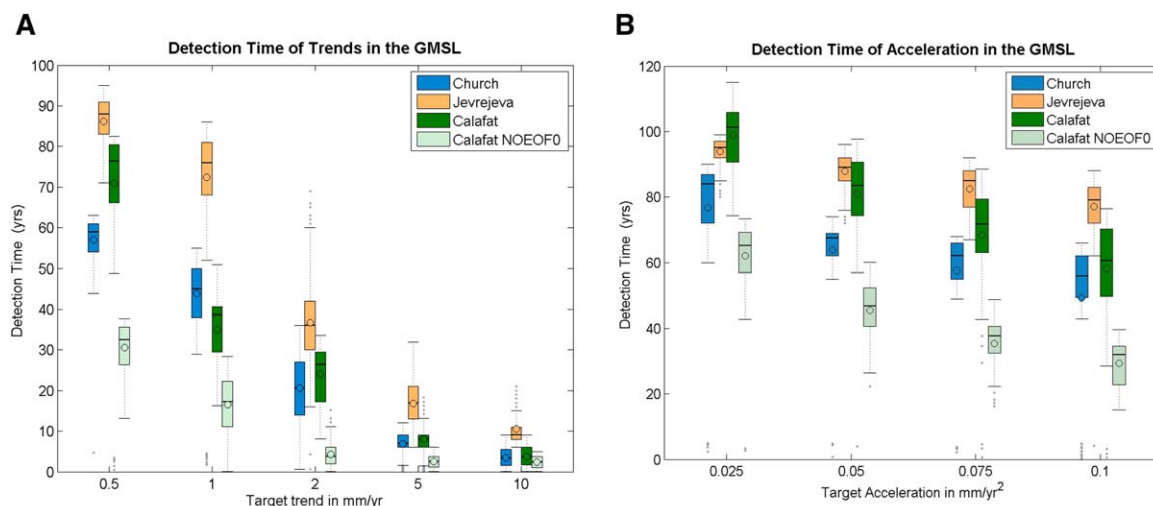 A
Detection Time of Trends in the GMSL
Detection Time (yrs)
100
90
80
70
60
50
40
30
20
10
0
Church
Jevrejeva
Calafat
Calafat NOEOF0
0.5 1 2 5 10
Target trend in mm/yr
B
Detection Time of Acceleration in the GMSL
Detection Time (yrs)
120
100
80
60
40
20
0
Church
Jevrejeva
Calafat
Calafat NOEOF0
0.025 0.05 0.075 0.1
Target Acceleration in mm/yr²